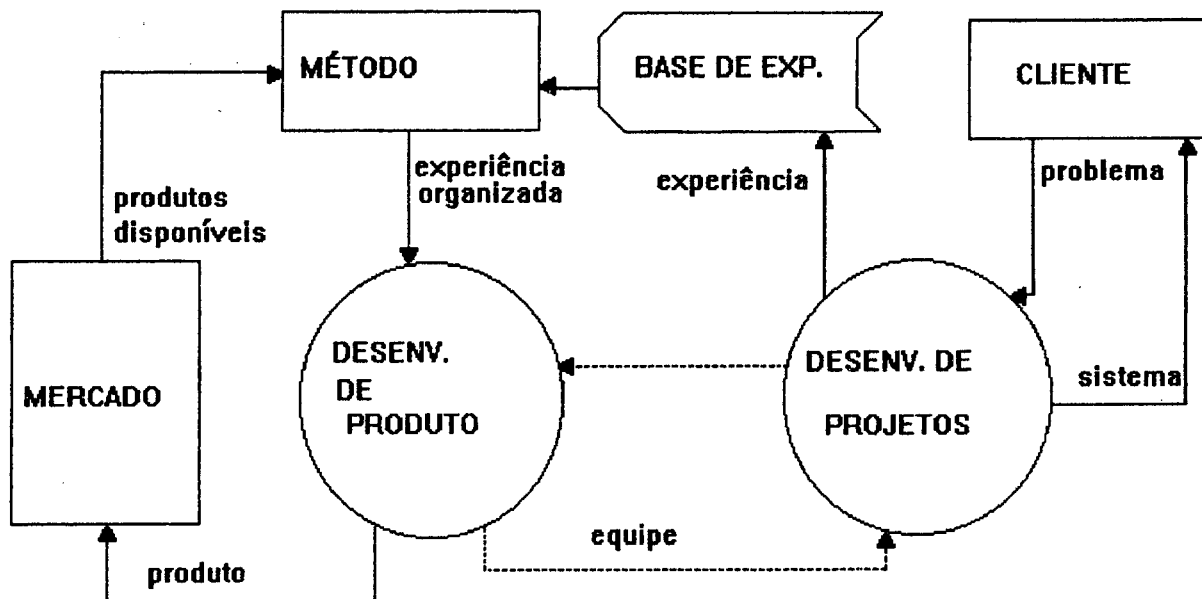 MÉTODO
BASE DE EXP.
CLIENTE
experiência
organizada
experiência
problema
produtos
disponíveis
MERCADO
DESENV.
DE
PRODUTO
DESENV. DE
PROJETOS
sistema
equipe
produto